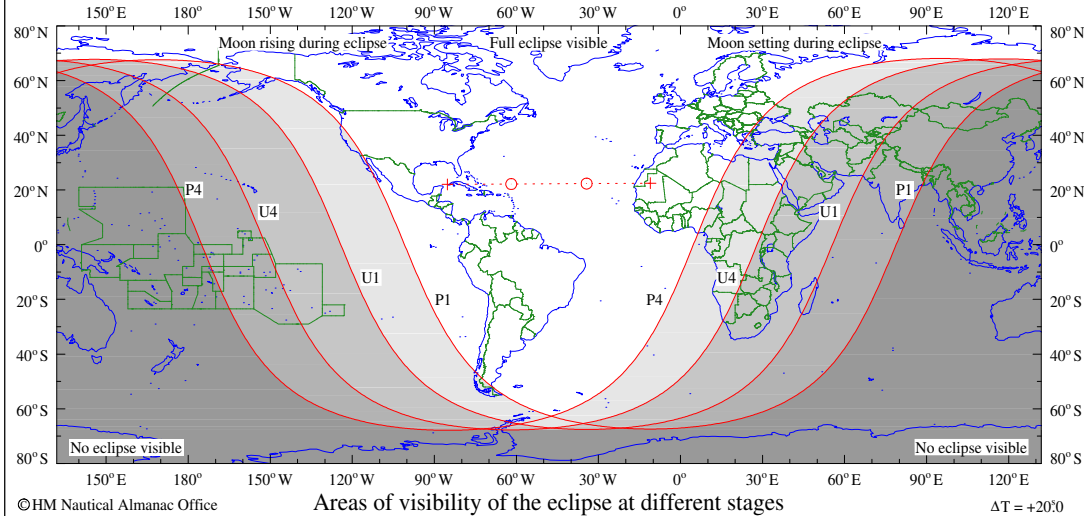 150°E 180° 150°W 120°W 90°W 60°W 30°W 0° 30°E 60°E 90°E 120°E
80°N 80°N
Moon rising during eclipse Full eclipse visible Moon setting during eclipse
60°N 60°N
40°N 40°N
20°N P4 P1 20°N
U4 U1
0° 0°
U1 U4
20°S P1 P4 20°S
40°S 40°S
60°S 60°S
No eclipse visible No eclipse visible
80°S 80°S
150°E 180° 150°W 120°W 90°W 60°W 30°W 0° 30°E 60°E 90°E 120°E
©HM Nautical Almanac Office Areas of visibility of the eclipse at different stages ΔT = +20ˢ.0